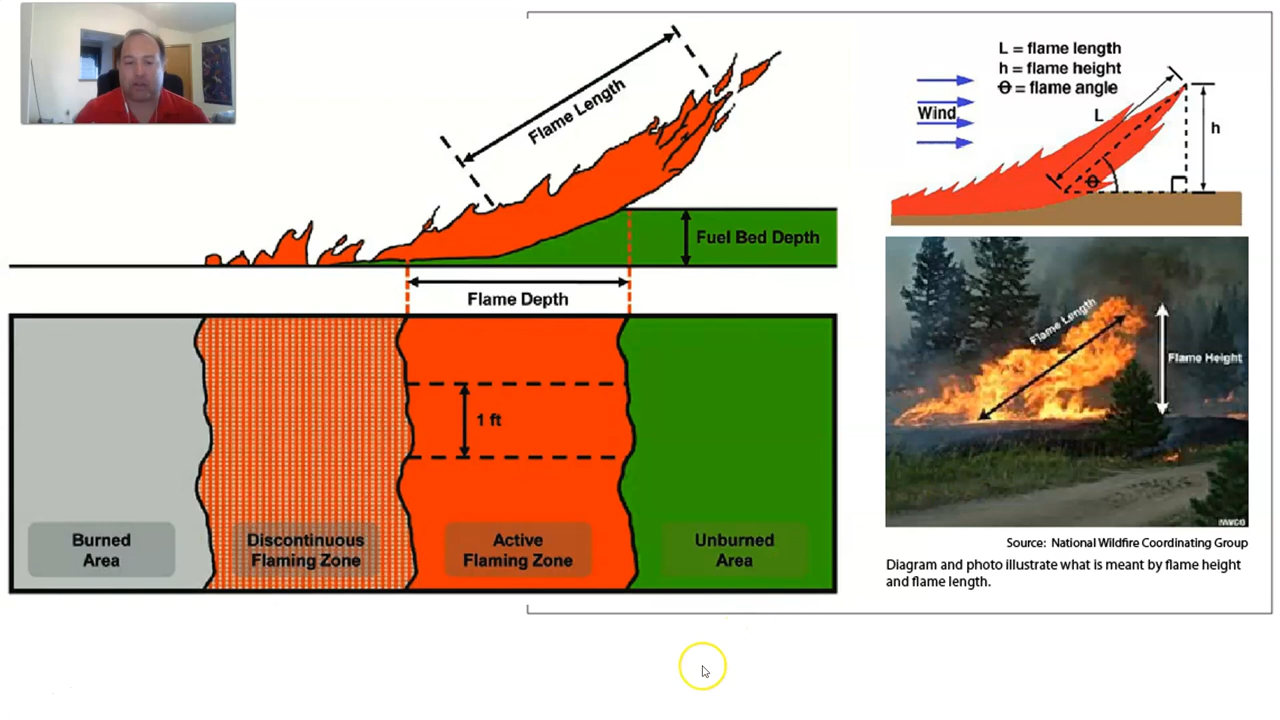 Flame Length
Fuel Bed Depth
Flame Depth
1 ft
Burned
Area
Discontinuous
Flaming Zone
Active
Flaming Zone
Unburned
Area
L = flame length
h = flame height
Θ = flame angle
Wind
L
h
Θ
Flame Length
Flame Height
NWCG
Source: National Wildfire Coordinating Group
Diagram and photo illustrate what is meant by flame height
and flame length.